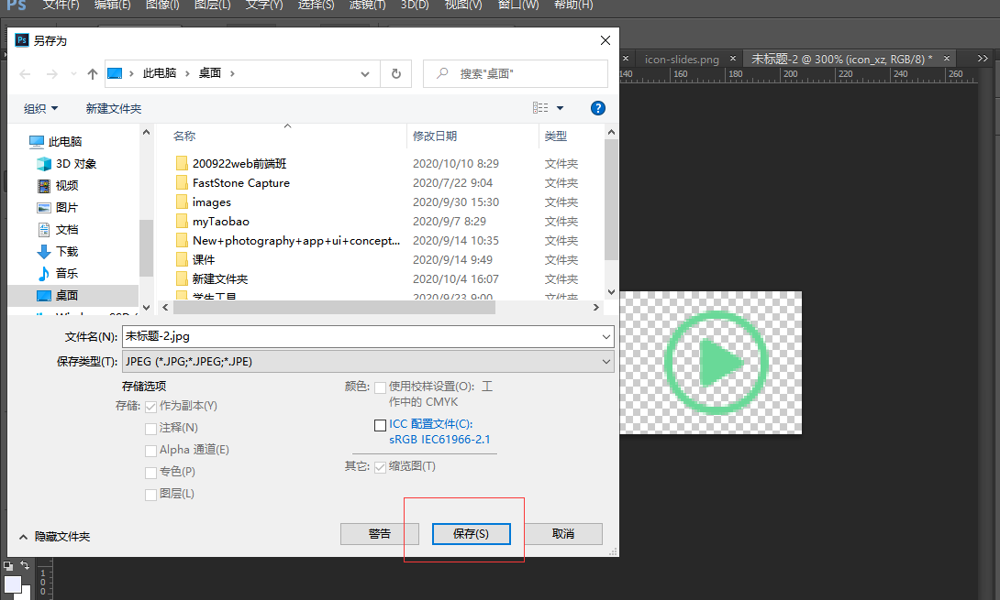 Ps 文件(F) 编辑(E) 图像(I) 图层(L) 文字(Y) 选择(S) 滤镜(T) 3D(D) 视图(V) 窗口(W) 帮助(H)
Ps 另存为
icon-slides.png × 未标题-2 @ 300% (icon_xz, RGB/8) * ×
140 160 180 200 220 240 260
此电脑 › 桌面 ›
搜索"桌面"
组织 新建文件夹
名称 修改日期 类型
此电脑
3D 对象
视频
图片
文档
下载
音乐
桌面
200922web前端班 2020/10/10 8:29 文件夹
FastStone Capture 2020/7/22 9:04 文件夹
images 2020/9/30 15:30 文件夹
myTaobao 2020/9/7 8:29 文件夹
New+photography+app+ui+concept... 2020/9/14 10:35 文件夹
课件 2020/9/14 9:49 文件夹
新建文件夹 2020/10/4 16:07 文件夹
学生工具 2020/9/23 9:00 文件夹
文件名(N): 未标题-2.jpg
保存类型(T): JPEG (*.JPG;*.JPEG;*.JPE)
存储选项
存储: 作为副本(Y)
注释(N)
Alpha 通道(E)
专色(P)
图层(L)
颜色: 使用校样设置(O): 工
作中的 CMYK
ICC 配置文件(C):
sRGB IEC61966-2.1
其它: 缩览图(T)
隐藏文件夹
警告 保存(S) 取消
1
0
0